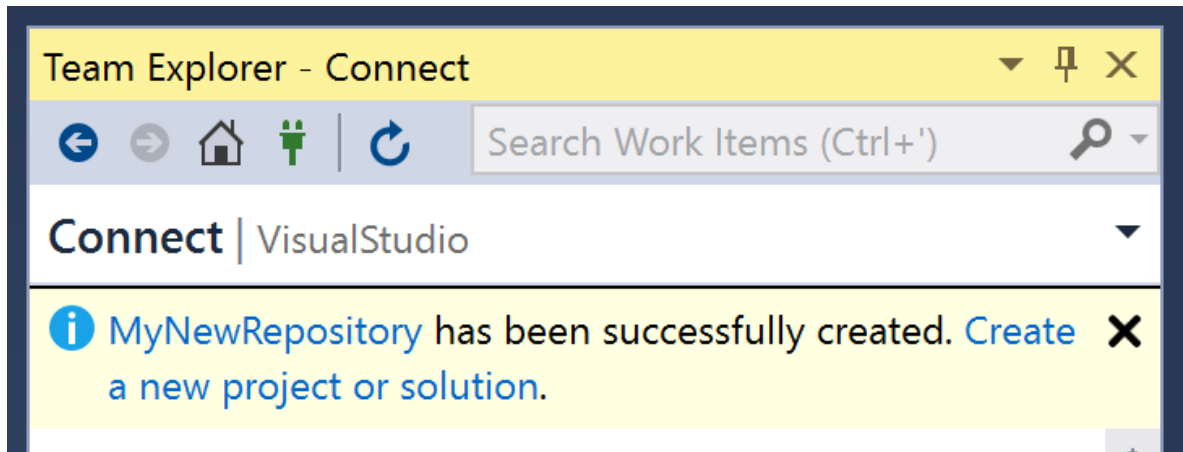 Team Explorer - Connect
Search Work Items (Ctrl+')
Connect | VisualStudio
MyNewRepository has been successfully created. Create
a new project or solution.